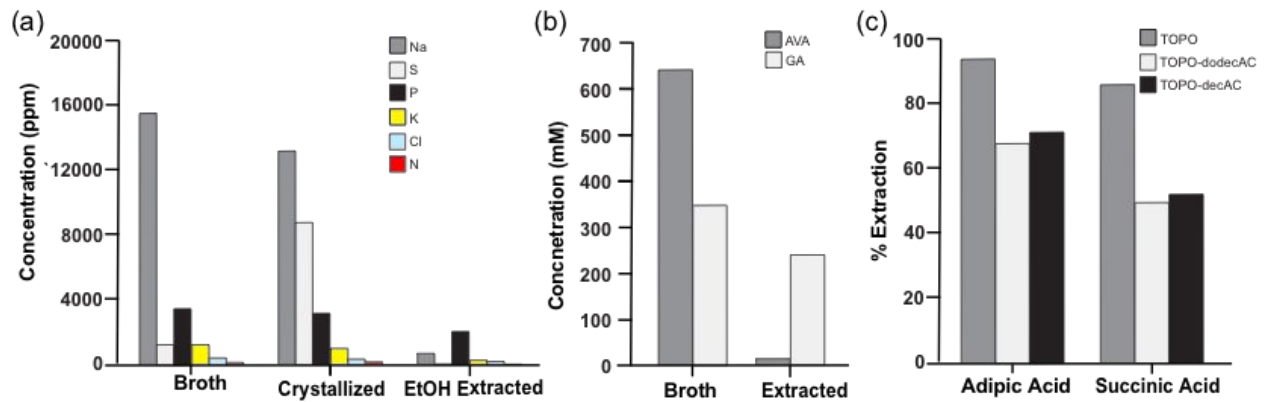 (a)
20000
16000
12000
8000
4000
0
Concentration (ppm)
Na
S
P
K
Cl
N
Broth
Crystallized
EtOH Extracted
(b)
700
600
500
400
300
200
100
0
Concnetration (mM)
AVA
GA
Broth
Extracted
(c)
100
80
60
40
20
0
% Extraction
TOPO
TOPO-dodecAC
TOPO-decAC
Adipic Acid
Succinic Acid